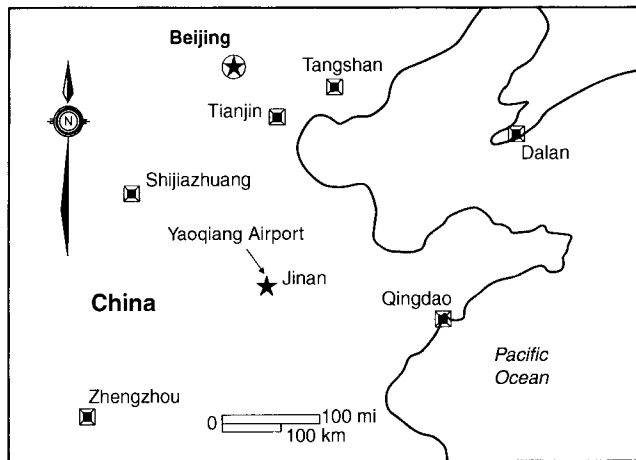 Beijing
Tangshan
Tianjin
N
Dalan
Shijiazhuang
Yaoqiang Airport
Jinan
China
Qingdao
Pacific
Ocean
Zhengzhou
0
100 mi
100 km